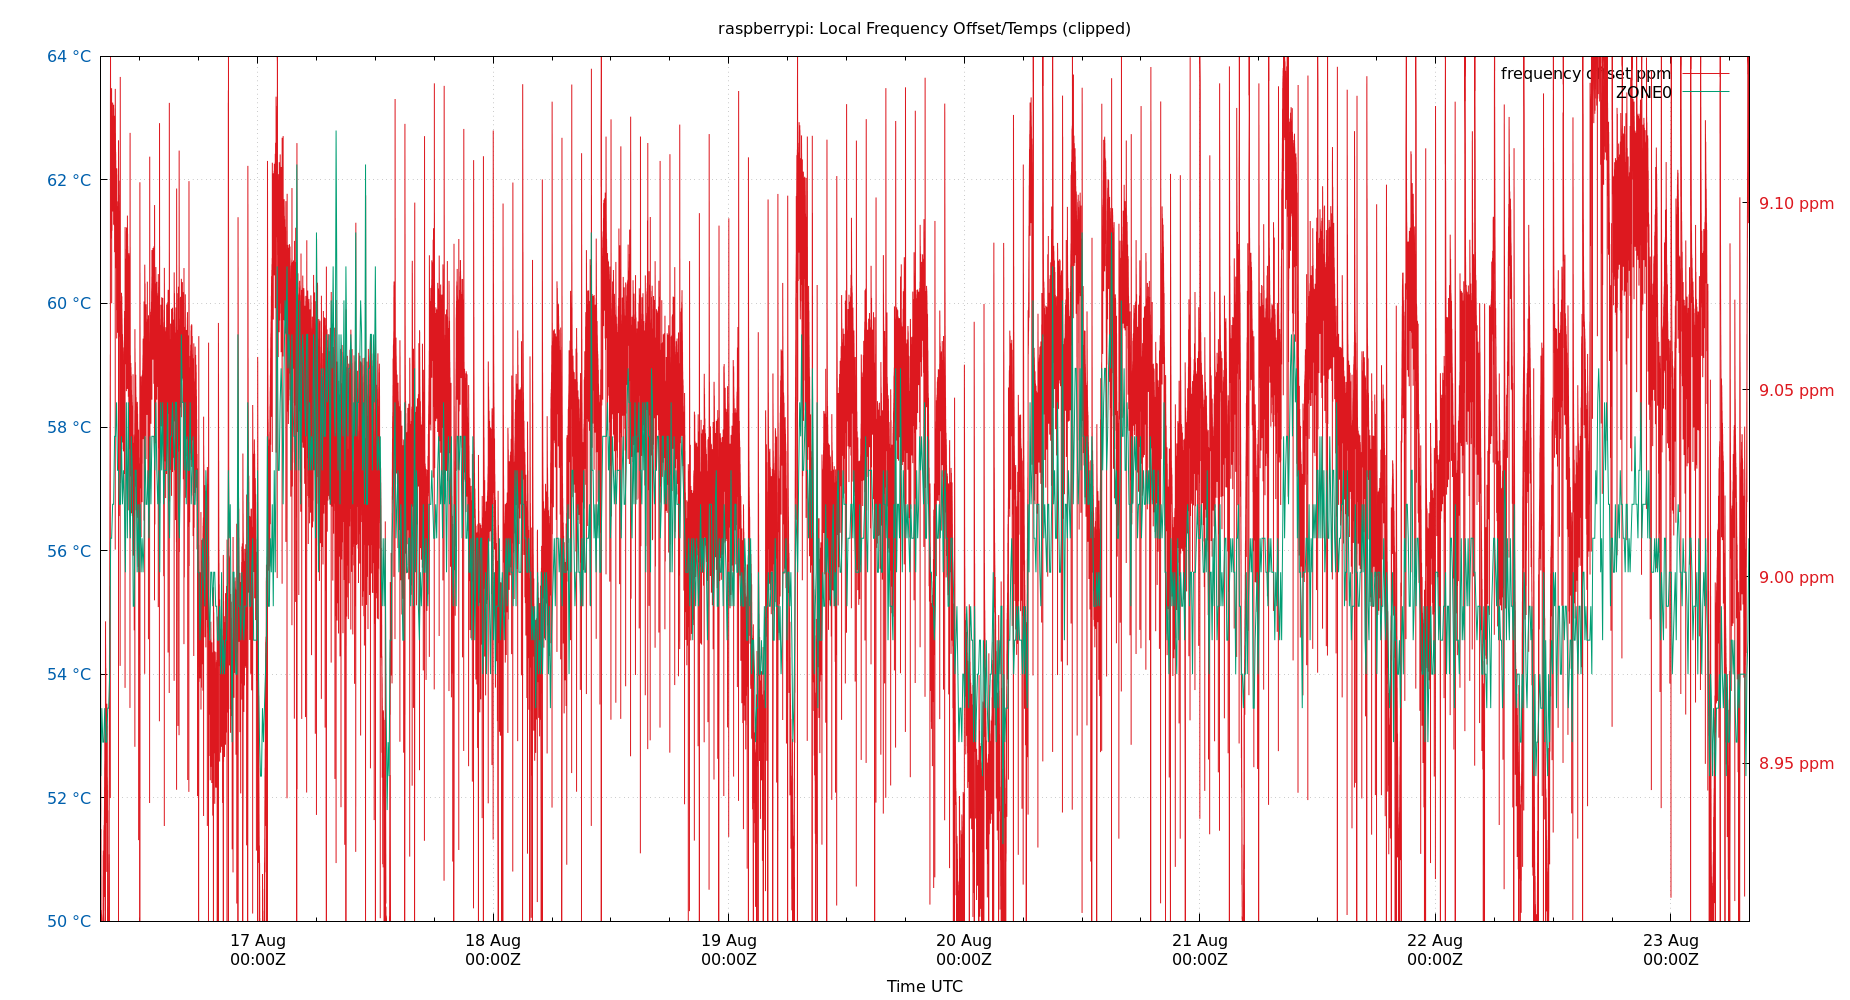 raspberrypi: Local Frequency Offset/Temps (clipped)
64 °C
62 °C
60 °C
58 °C
56 °C
54 °C
52 °C
50 °C
frequency offset ppm
ZONE0
9.10 ppm
9.05 ppm
9.00 ppm
8.95 ppm
17 Aug
00:00Z
18 Aug
00:00Z
19 Aug
00:00Z
20 Aug
00:00Z
21 Aug
00:00Z
22 Aug
00:00Z
23 Aug
00:00Z
Time UTC